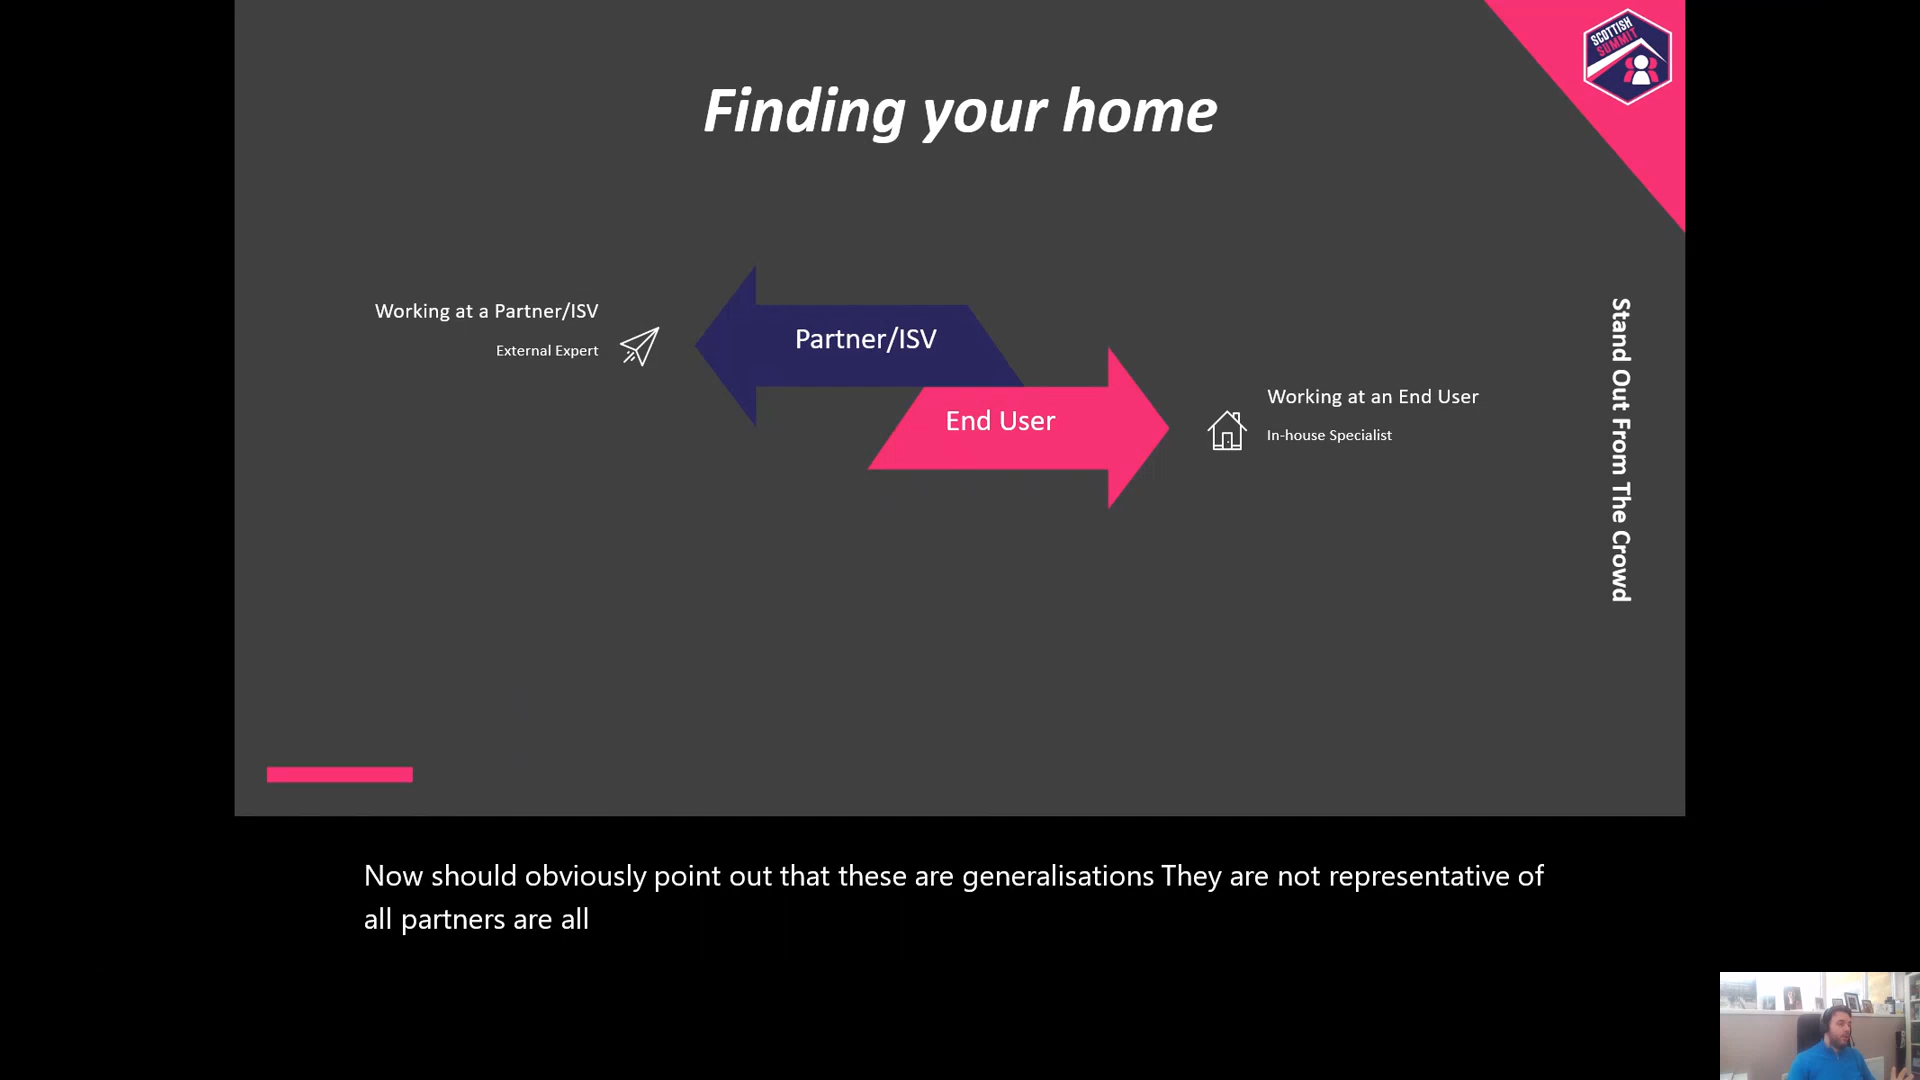 SCOTTISH
SUMMIT
Finding your home
Working at a Partner/ISV
External Expert
Partner/ISV
End User
Working at an End User
In-house Specialist
Stand Out From The Crowd
Now should obviously point out that these are generalisations They are not representative of
all partners are all